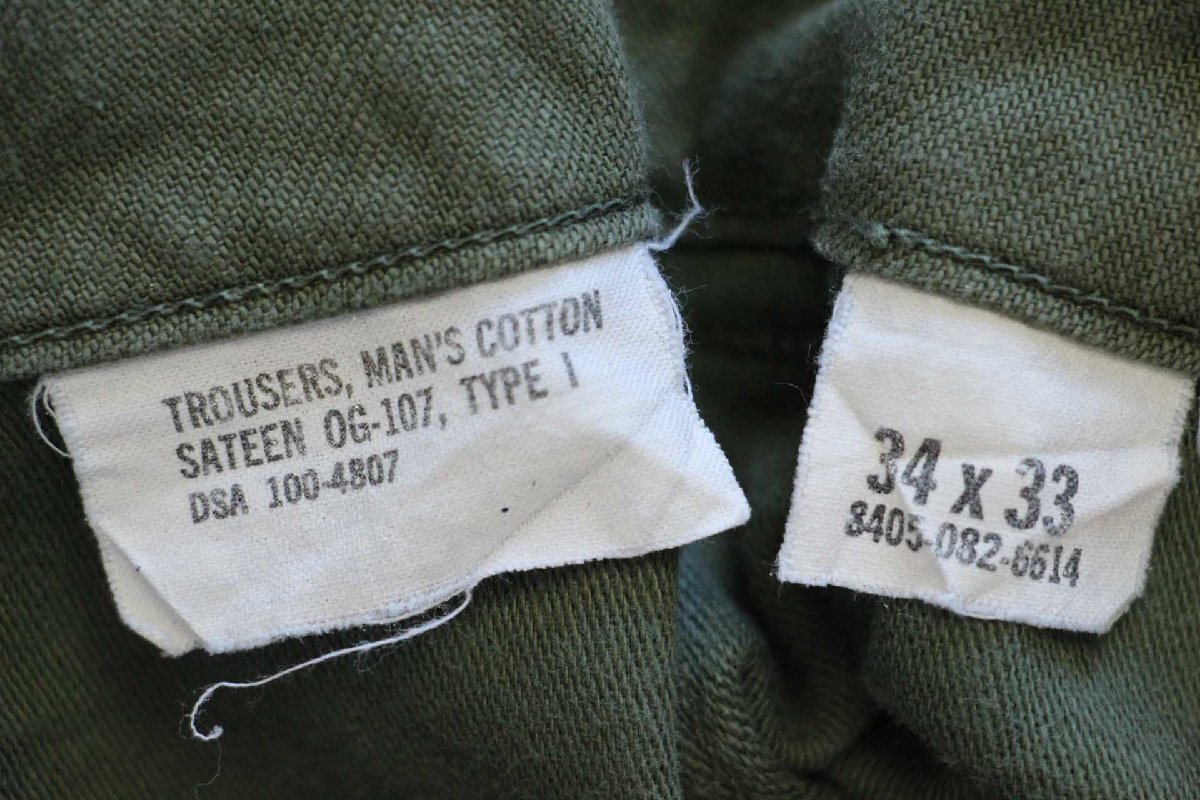 TROUSERS, MAN'S COTTON
SATEEN OG-107, TYPE I
DSA 100-4807
34 x 33
8405-082-6614